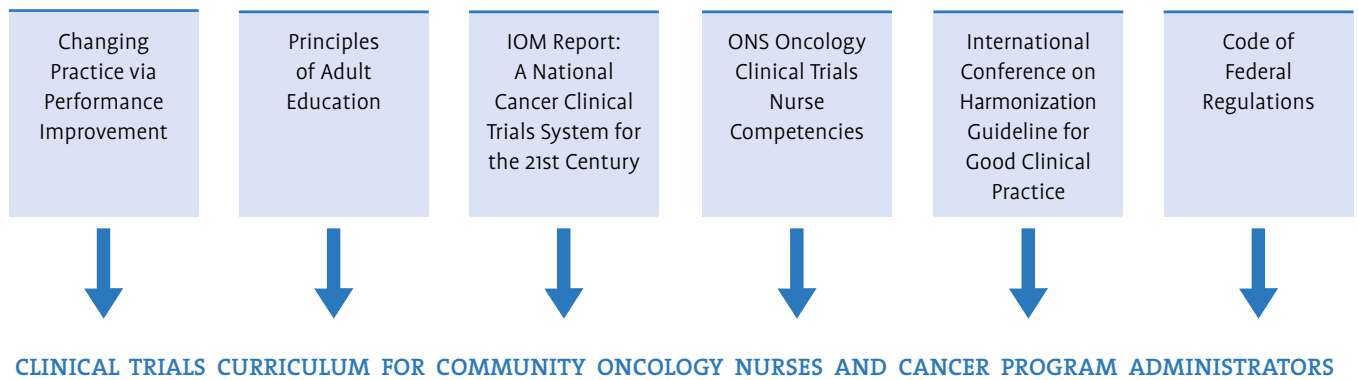 Changing
Practice via
Performance
Improvement
Principles
of Adult
Education
IOM Report:
A National
Cancer Clinical
Trials System for
the 21st Century
ONS Oncology
Clinical Trials
Nurse
Competencies
International
Conference on
Harmonization
Guideline for
Good Clinical
Practice
Code of
Federal
Regulations
CLINICAL TRIALS CURRICULUM FOR COMMUNITY ONCOLOGY NURSES AND CANCER PROGRAM ADMINISTRATORS